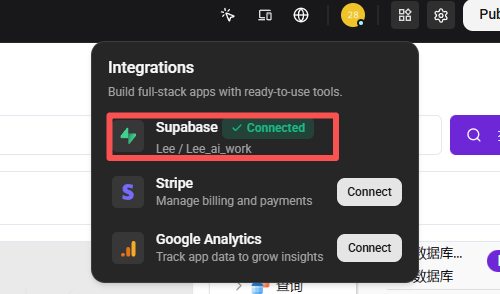 28
Pub
Integrations
Build full-stack apps with ready-to-use tools.
Supabase
Connected
Lee / Lee_ai_work
Stripe
Manage billing and payments
Connect
Google Analytics
Track app data to grow insights
Connect
数据库...
数据库
查询